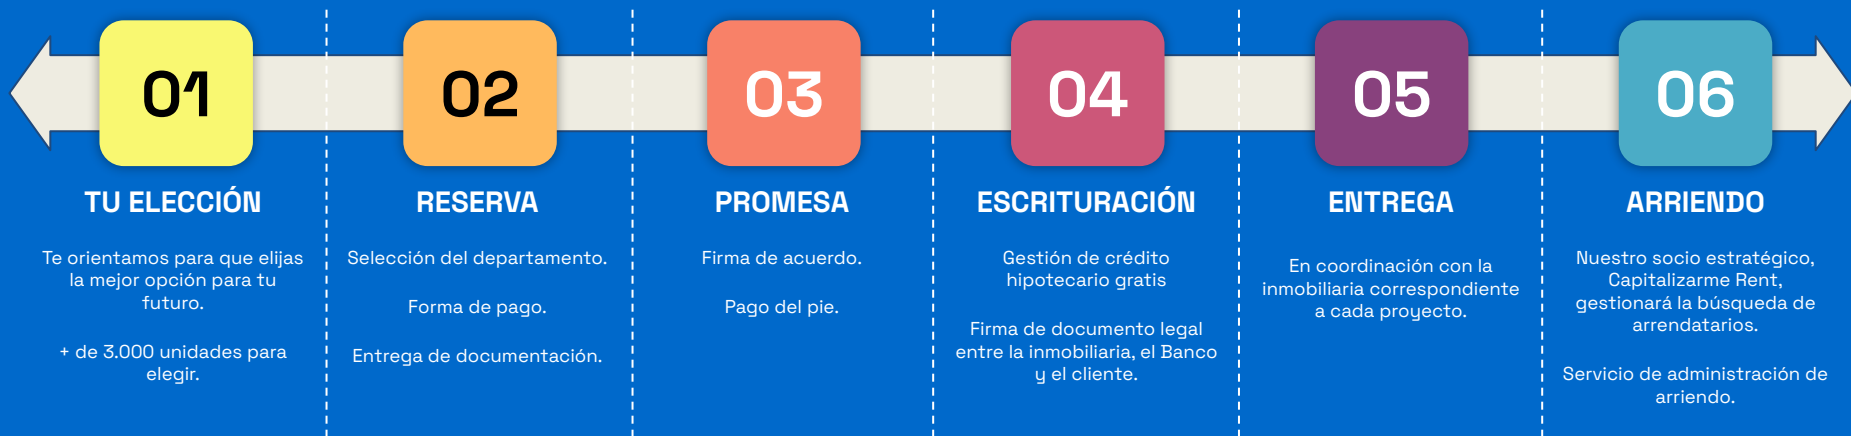 01
TU ELECCIÓN
Te orientamos para que elijas
la mejor opción para tu
futuro.
+ de 3.000 unidades para
elegir.
02
RESERVA
Selección del departamento.
Forma de pago.
Entrega de documentación.
03
PROMESA
Firma de acuerdo.
Pago del pie.
04
ESCRITURACIÓN
Gestión de crédito
hipotecario gratis
Firma de documento legal
entre la inmobiliaria, el Banco
y el cliente.
05
ENTREGA
En coordinación con la
inmobiliaria correspondiente
a cada proyecto.
06
ARRIENDO
Nuestro socio estratégico,
Capitalizarme Rent,
gestionará la búsqueda de
arrendatarios.
Servicio de administración de
arriendo.